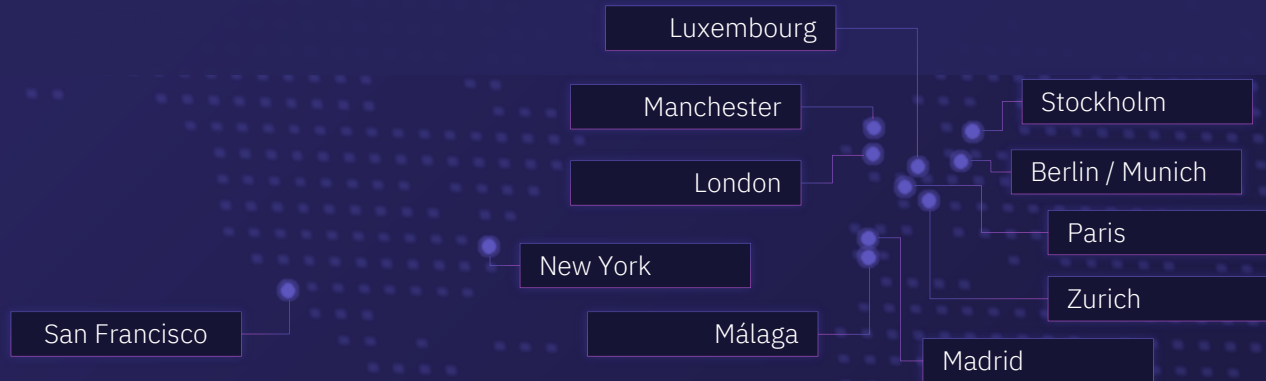 Luxembourg
Manchester
Stockholm
London
Berlin / Munich
Paris
New York
Zurich
San Francisco
Málaga
Madrid